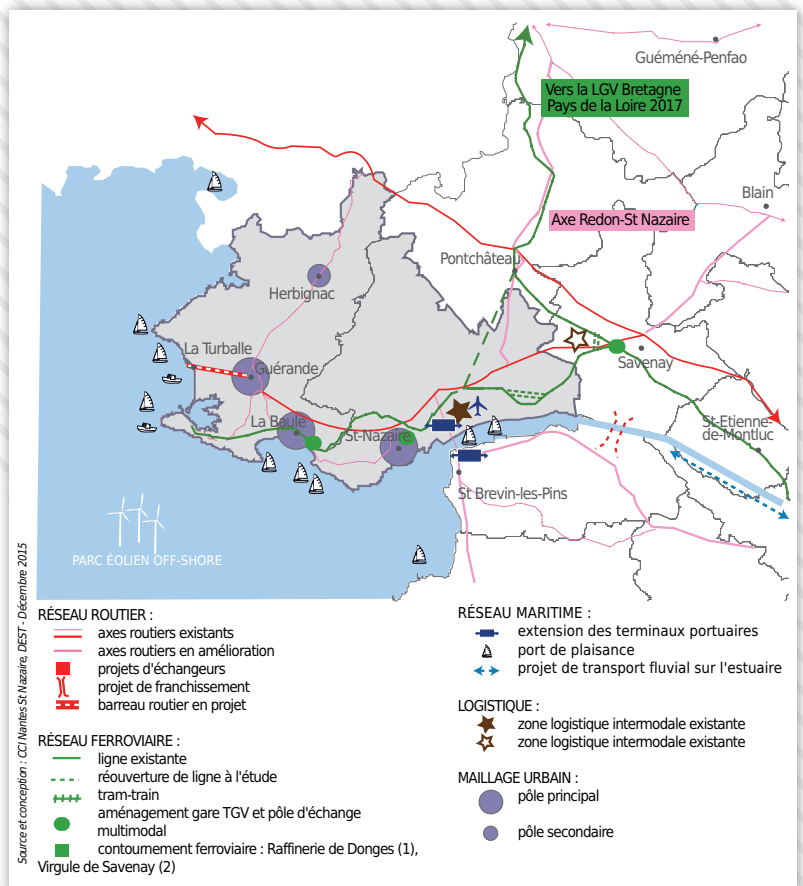 Guéméné-Penfao
Vers la LGV Bretagne
Pays de la Loire 2017
Blain
Axe Redon-St Nazaire
Pontchâteau
Herbignac
La Turballe
Guérande
Savenay
La Baule
St-Nazaire
St-Etienne-
de-Montluc
St Brevin-les-Pins
PARC ÉOLIEN OFF-SHORE
Source et conception : CCI Nantes St Nazaire, DEST - Décembre 2015
RÉSEAU ROUTIER :
axes routiers existants
axes routiers en amélioration
projets d'échangeurs
projet de franchissement
barreau routier en projet
RÉSEAU FERROVIAIRE :
ligne existante
réouverture de ligne à l'étude
tram-train
aménagement gare TGV et pôle d'échange
multimodal
contournement ferroviaire : Raffinerie de Donges (1),
Virgule de Savenay (2)
RÉSEAU MARITIME :
extension des terminaux portuaires
port de plaisance
projet de transport fluvial sur l'estuaire
LOGISTIQUE :
zone logistique intermodale existante
zone logistique intermodale existante
MAILLAGE URBAIN :
pôle principal
pôle secondaire